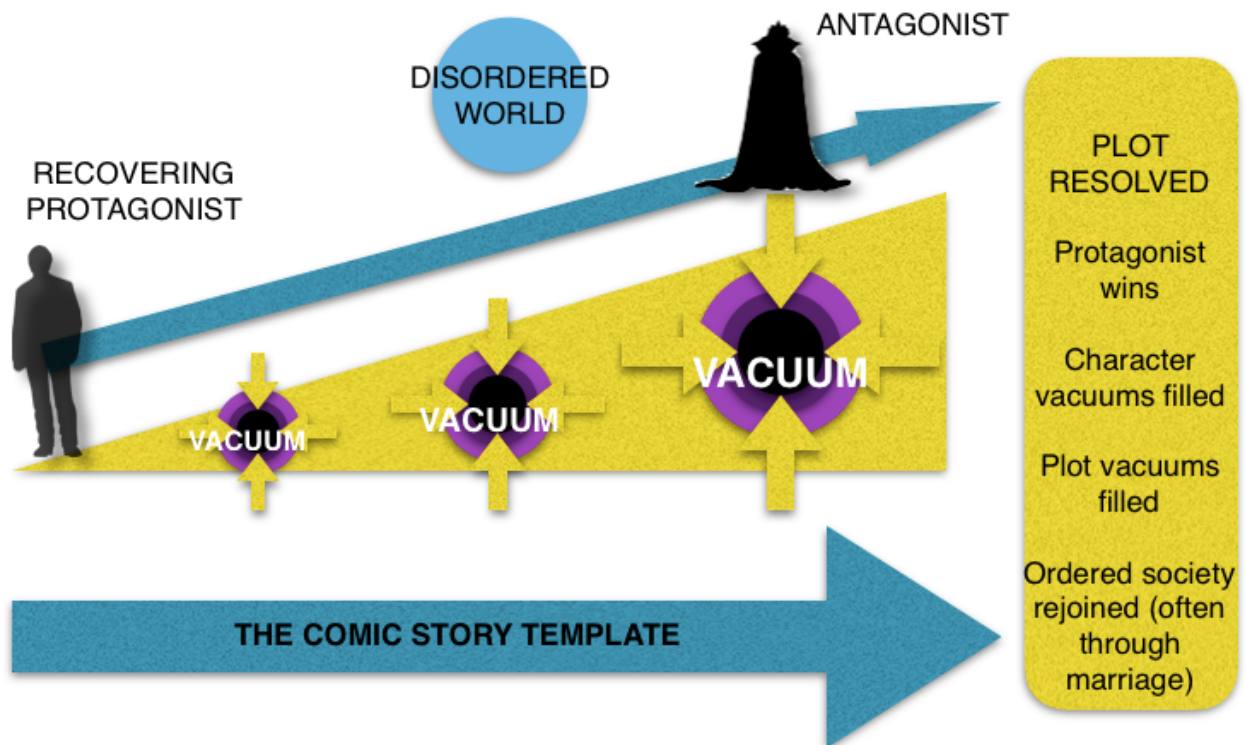 ANTAGONIST
DISORDERED
WORLD
RECOVERING
PROTAGONIST
VACUUM
VACUUM
VACUUM
THE COMIC STORY TEMPLATE
PLOT
RESOLVED
Protagonist
wins
Character
vacuums filled
Plot vacuums
filled
Ordered society
rejoined (often
through
marriage)